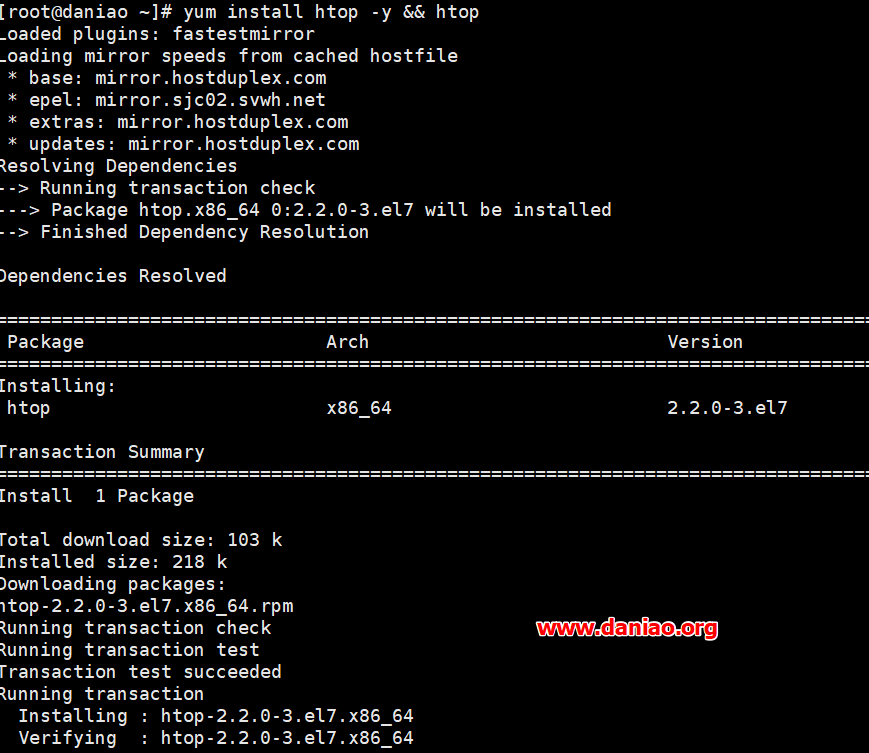 [root@daniao ~]# yum install htop -y && htop
Loaded plugins: fastestmirror
Loading mirror speeds from cached hostfile
 * base: mirror.hostduplex.com
 * epel: mirror.sjc02.svwh.net
 * extras: mirror.hostduplex.com
 * updates: mirror.hostduplex.com
Resolving Dependencies
--> Running transaction check
---> Package htop.x86_64 0:2.2.0-3.el7 will be installed
--> Finished Dependency Resolution
Dependencies Resolved
================================================================================
Package Arch Version
================================================================================
Installing:
 htop x86_64 2.2.0-3.el7
Transaction Summary
================================================================================
Install  1 Package
Total download size: 103 k
Installed size: 218 k
Downloading packages:
htop-2.2.0-3.el7.x86_64.rpm
Running transaction check
www.daniao.org
Running transaction test
Transaction test succeeded
Running transaction
  Installing : htop-2.2.0-3.el7.x86_64
  Verifying  : htop-2.2.0-3.el7.x86_64